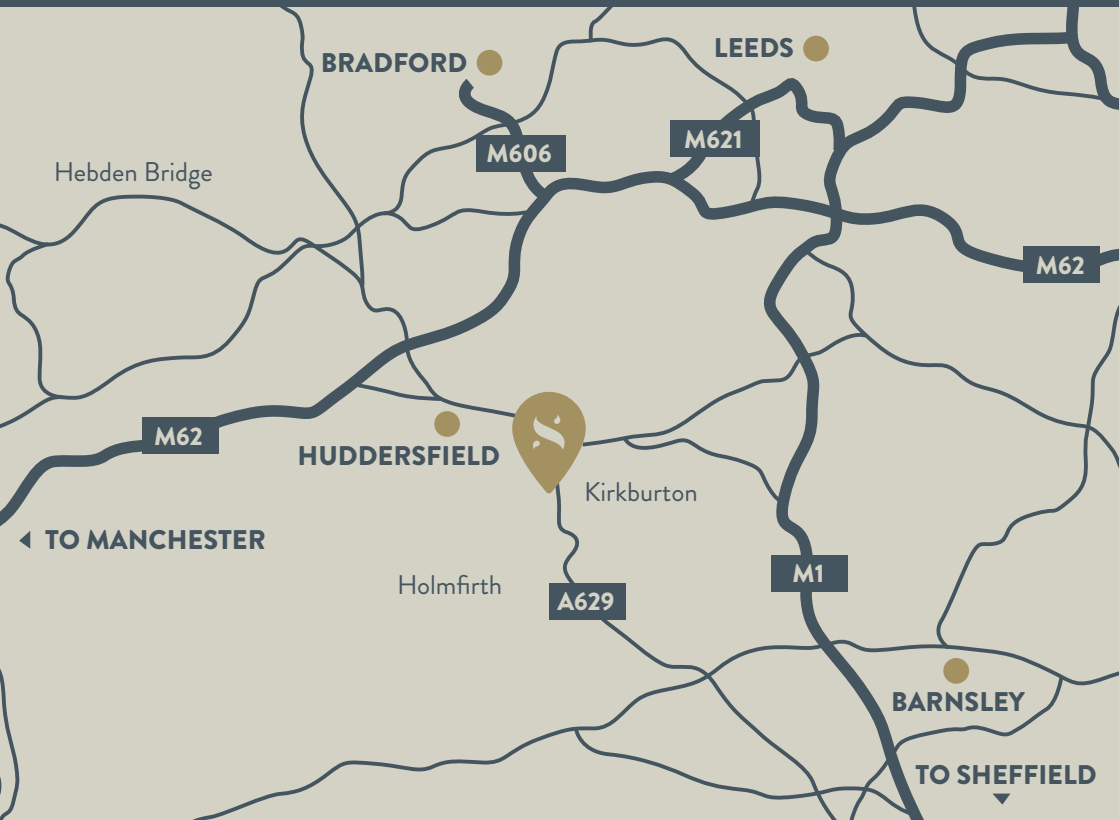 LEEDS
BRADFORD
M621
M606
Hebden Bridge
M62
M62
S
HUDDERSFIELD
Kirkburton
TO MANCHESTER
M1
Holmfirth
A629
BARNSLEY
TO SHEFFIELD